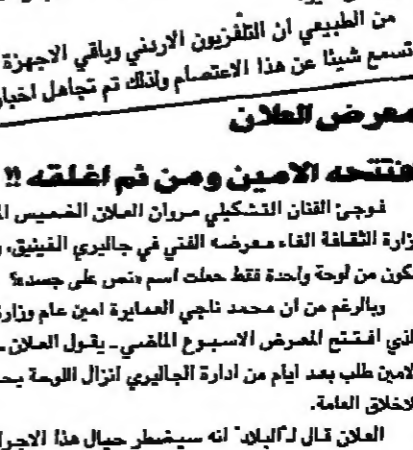 من الطبيعي ان التلفزيون الاردني وباقي الاجهزة
تسمع شيئا عن هذا الاعتصام ولذلك تم تجاهل اخبار
معرض العلان
افتتحه الامين ومن ثم اغلقه !!
فوجئ الفنان التشكيلي مروان العلان الخميس
وزارة الثقافة الغاء معرضه الفني في جاليري الفينيق،
يتكون من لوحة واحدة فقط حملت اسم «نص على جسد»؟
وبالرغم من ان محمد ناجي العمايرة امين عام وزارة
الذي افتتح المعرض الاسبوع الماضي ـ يقول العلان ـ
الامين طلب بعد ايام من ادارة الجاليري انزال اللوحة
الاخلاق العامة.
العلان قال لـ"البلاد" انه سيضطر حيال هذا الاجراء